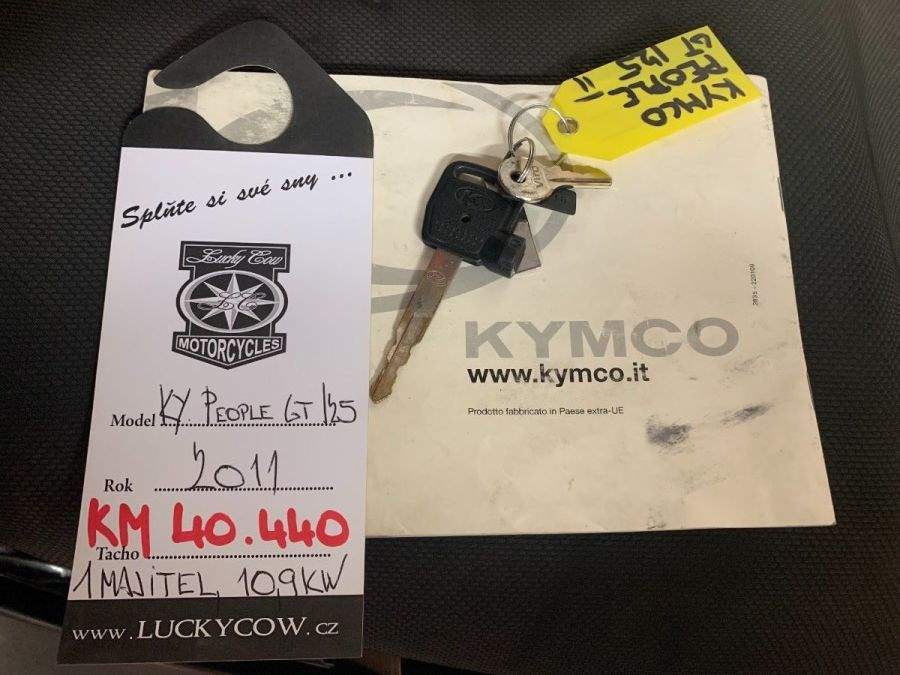 Splňte si své sny ...
Lucky Cow
LC
MOTORCYCLES
Model KY PEOPLE GT 125
Rok 2011
KM 40.440
Tacho
1 MAJITEL, 10,9KW
www.LUCKYCOW.cz
KYMCO
PEOPLE
GT 125
KYMCO
www.kymco.it
Prodotto fabbricato in Paese extra-UE